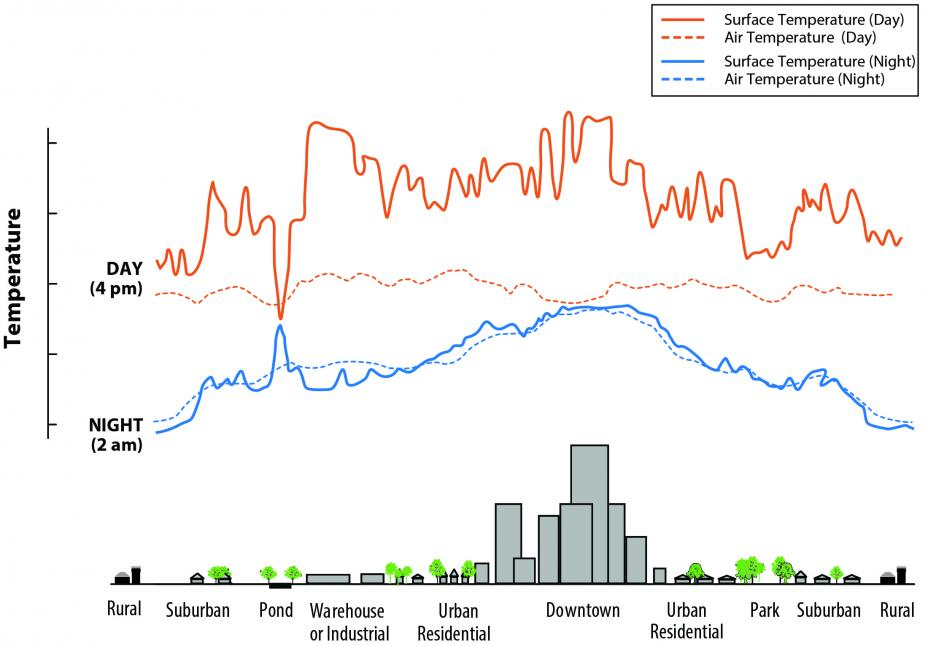 Surface Temperature (Day)
Air Temperature (Day)
Surface Temperature (Night)
Air Temperature (Night)
Temperature
DAY
(4 pm)
NIGHT
(2 am)
Rural
Suburban
Pond
Warehouse
or Industrial
Urban
Residential
Downtown
Urban
Residential
Park
Suburban
Rural